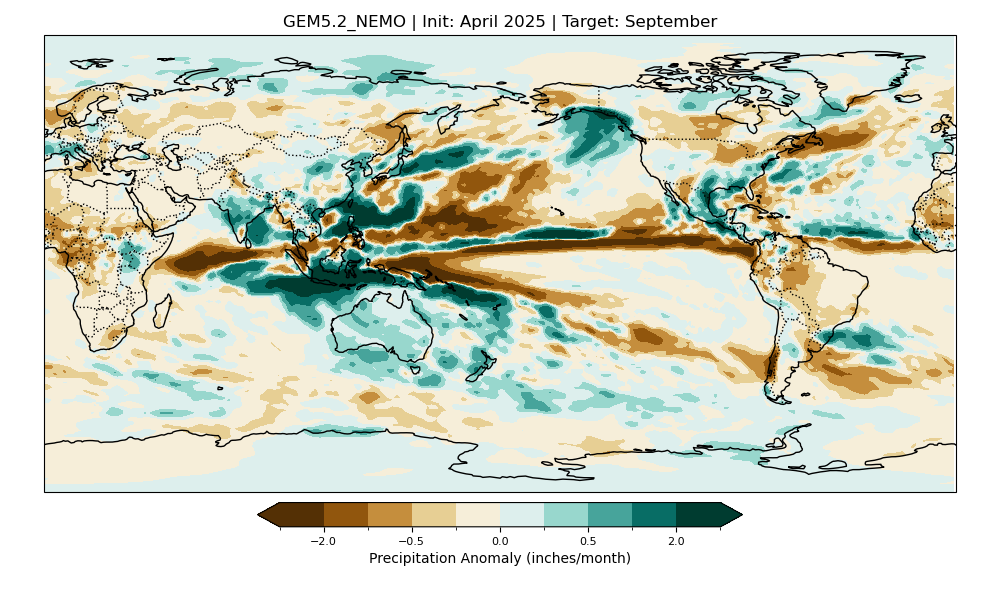 GEM5.2_NEMO | Init: April 2025 | Target: September
−2.0 −0.5 0.0 0.5 2.0
Precipitation Anomaly (inches/month)